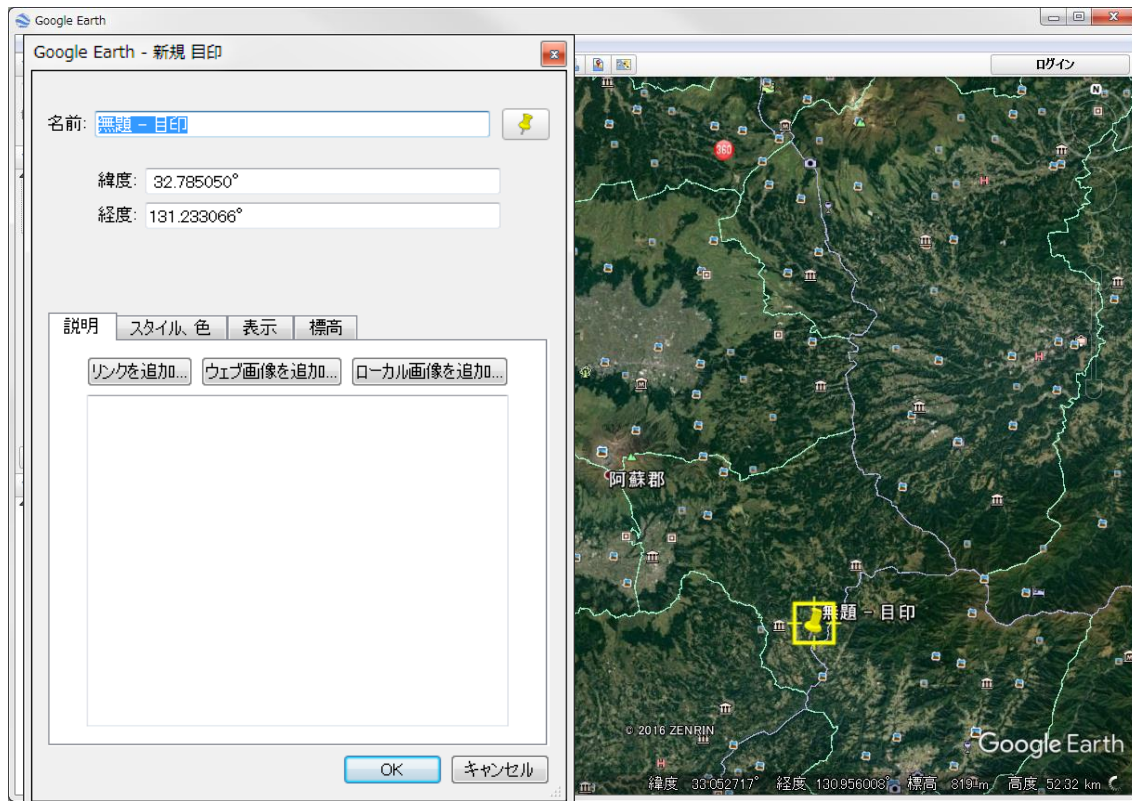 Google Earth
Google Earth - 新規 目印
ログイン
名前: 無題 - 目印
緯度: 32.785050°
経度: 131.233066°
説明
スタイル、色
表示
標高
リンクを追加...
ウェブ画像を追加...
ローカル画像を追加...
OK
キャンセル
360
阿蘇郡
無題 - 目印
© 2016 ZENRIN
Google Earth
緯度 33.052717° 経度 130.956008° 標高 819 m 高度 52.32 km